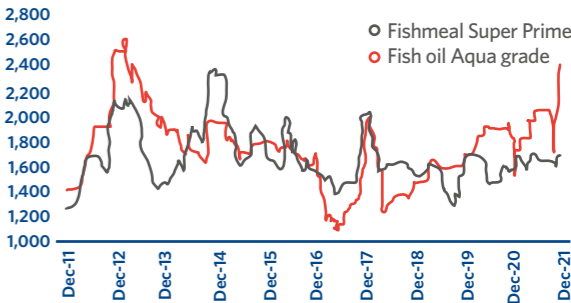 2,800
2,600
2,400
2,200
2,000
1,800
1,600
1,400
1,200
1,000
Fishmeal Super Prime
Fish oil Aqua grade
Dec-11
Dec-12
Dec-13
Dec-14
Dec-15
Dec-16
Dec-17
Dec-18
Dec-19
Dec-20
Dec-21